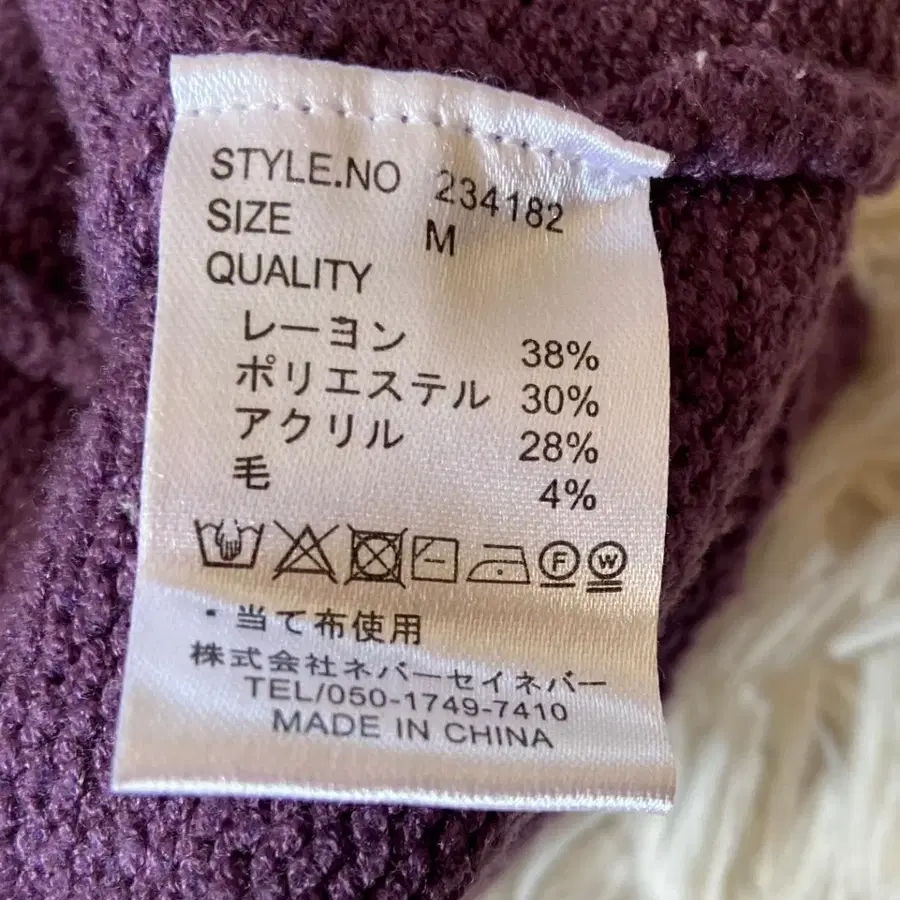 STYLE.NO 234182
SIZE M
QUALITY
レーヨン 38%
ポリエステル 30%
アクリル 28%
毛 4%
F W
・当て布使用
株式会社ネバーセイネバー
TEL/050-1749-7410
MADE IN CHINA